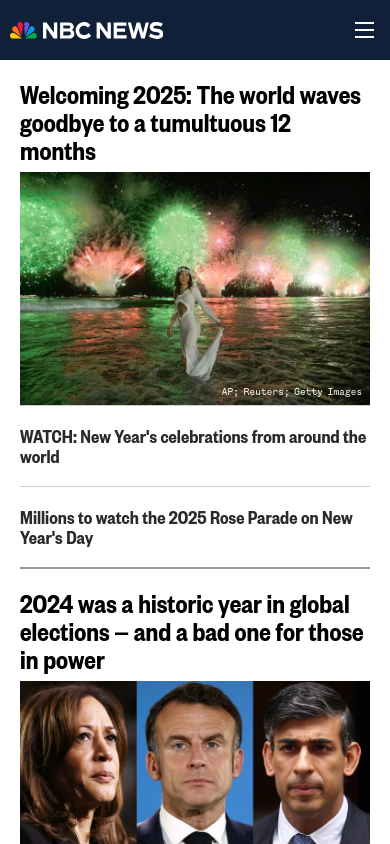 NBC NEWS
Welcoming 2025: The world waves
goodbye to a tumultuous 12
months
AP; Reuters; Getty Images
WATCH: New Year's celebrations from around the
world
Millions to watch the 2025 Rose Parade on New
Year's Day
2024 was a historic year in global
elections — and a bad one for those
in power